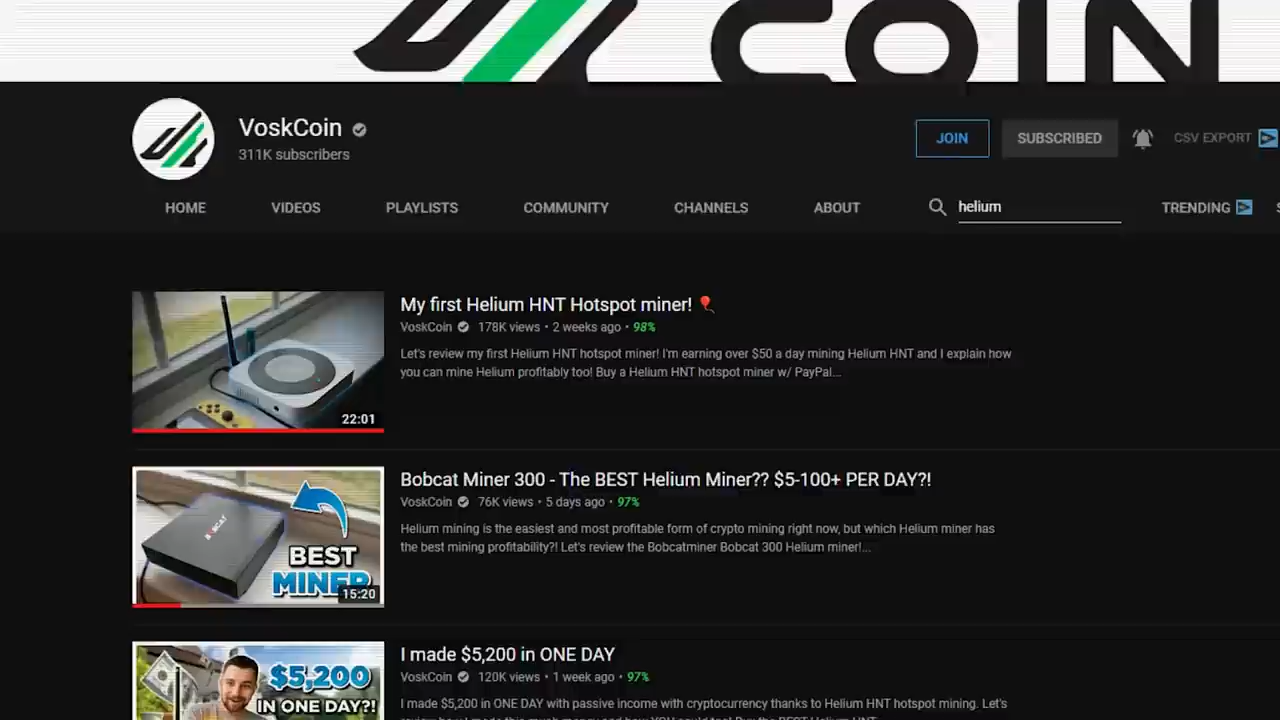 COIN
VoskCoin
311K subscribers
JOIN
SUBSCRIBED
CSV EXPORT
HOME
VIDEOS
PLAYLISTS
COMMUNITY
CHANNELS
ABOUT
helium
TRENDING
22:01
My first Helium HNT Hotspot miner!
VoskCoin 178K views • 2 weeks ago • 98%
Let's review my first Helium HNT hotspot miner! I'm earning over $50 a day mining Helium HNT and I explain how
you can mine Helium profitably too! Buy a Helium HNT hotspot miner w/ PayPal...
BOBCAT
BEST
MINER
15:20
Bobcat Miner 300 - The BEST Helium Miner?? $5-100+ PER DAY?!
VoskCoin 76K views • 5 days ago • 97%
Helium mining is the easiest and most profitable form of crypto mining right now, but which Helium miner has
the best mining profitability?! Let's review the Bobcatminer Bobcat 300 Helium miner!...
$5,200
IN ONE DAY?!
I made $5,200 in ONE DAY
VoskCoin 120K views • 1 week ago • 97%
I made $5,200 in ONE DAY with passive income with cryptocurrency thanks to Helium HNT hotspot mining. Let's